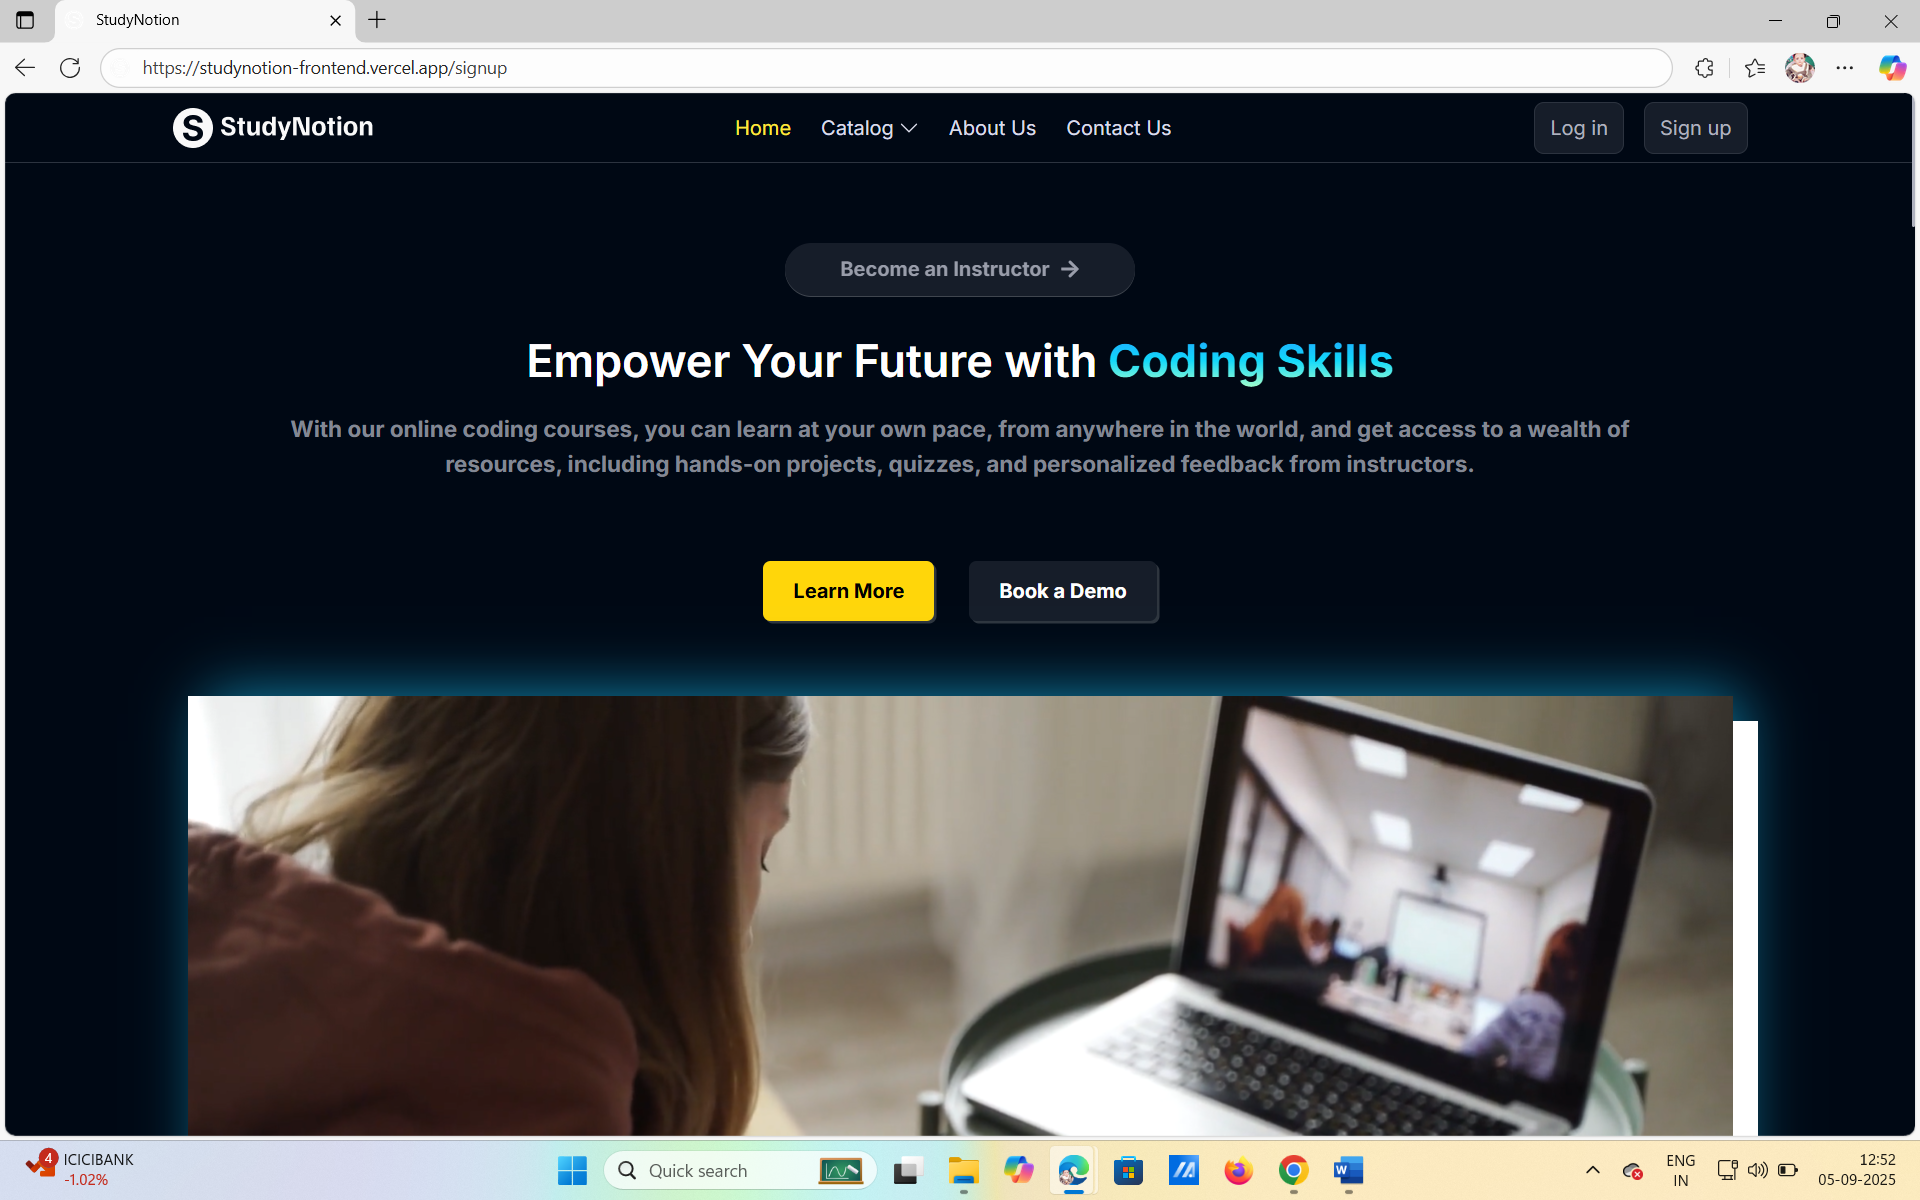 StudyNotion
https://studynotion-frontend.vercel.app/signup
S StudyNotion
Home Catalog About Us Contact Us
Log in Sign up
Become an Instructor →
Empower Your Future with Coding Skills
With our online coding courses, you can learn at your own pace, from anywhere in the world, and get access to a wealth of
resources, including hands-on projects, quizzes, and personalized feedback from instructors.
Learn More Book a Demo
4
ICICIBANK
-1.02%
Quick search
W
ENG
IN
12:52
05-09-2025